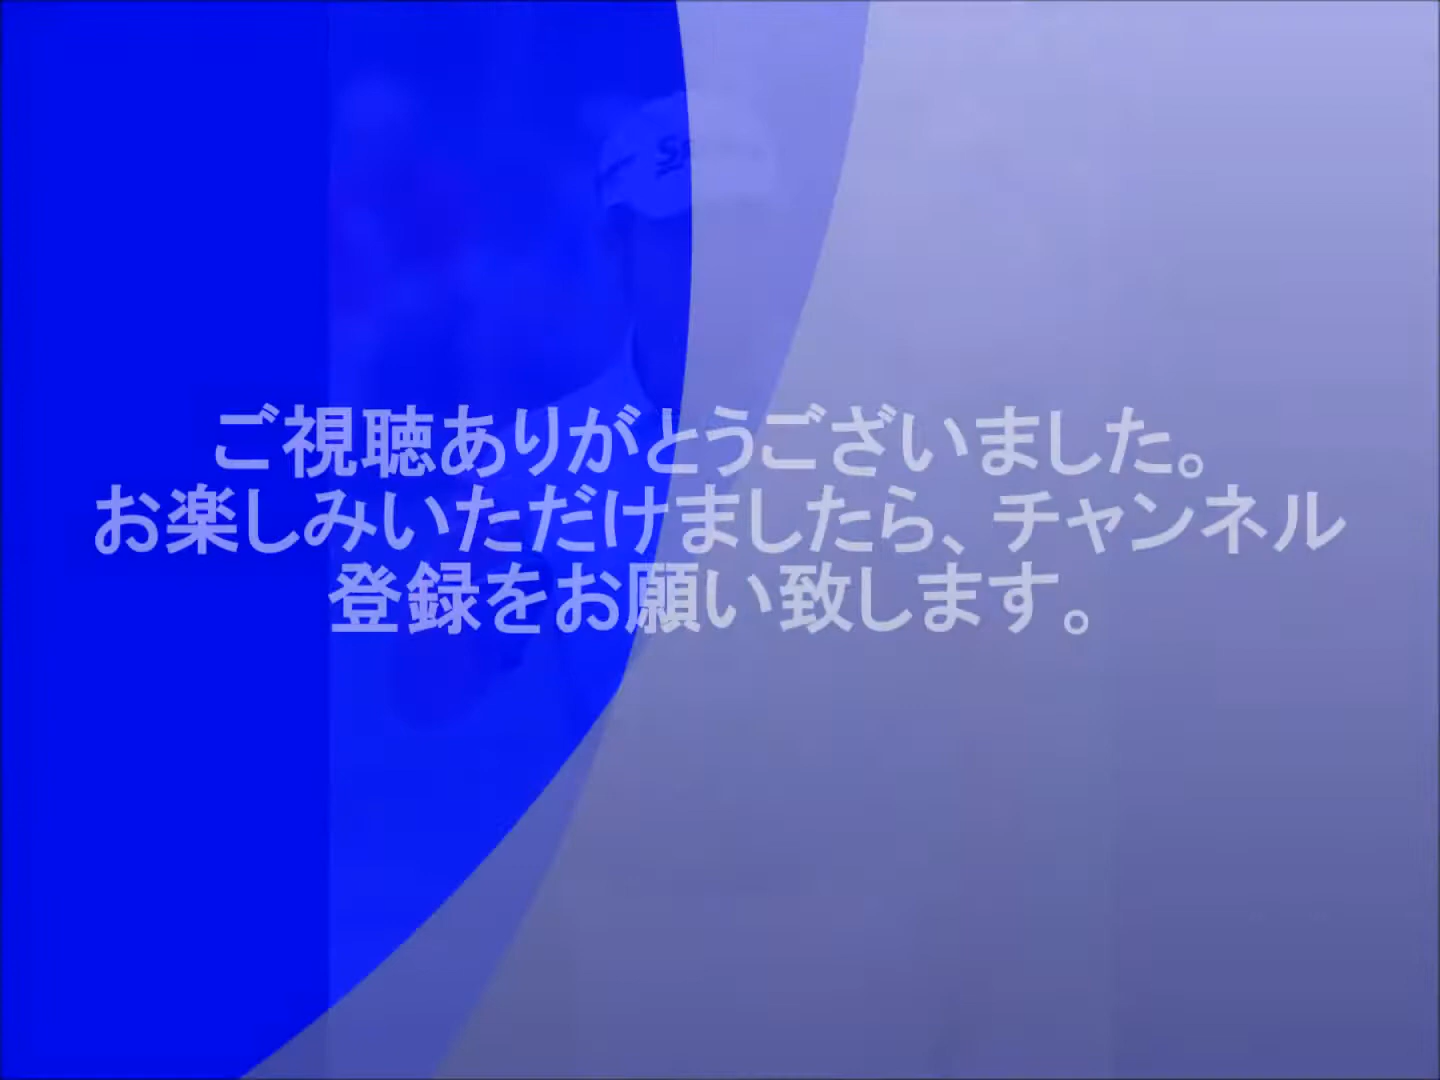 ご視聴ありがとうございました。
お楽しみいただけましたら、チャンネル
登録をお願い致します。